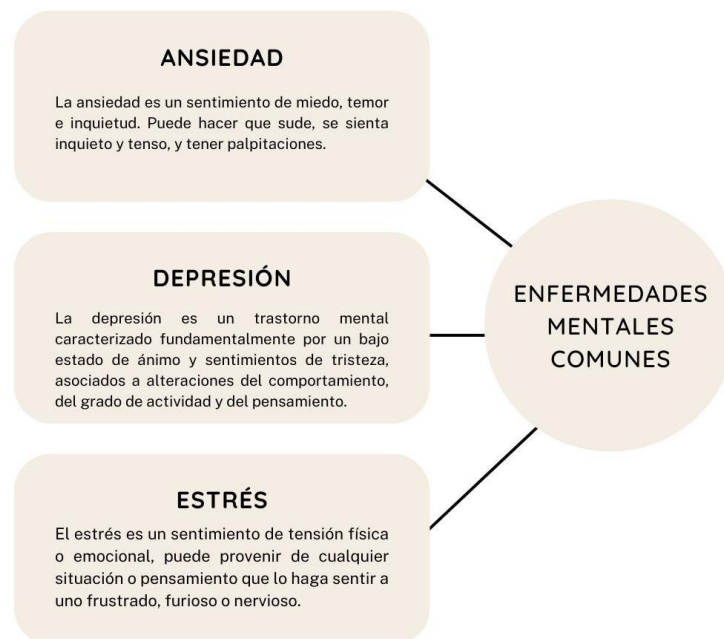 ANSIEDAD
La ansiedad es un sentimiento de miedo, temor
e inquietud. Puede hacer que sude, se sienta
inquieto y tenso, y tener palpitaciones.
DEPRESIÓN
La depresión es un trastorno mental
caracterizado fundamentalmente por un bajo
estado de ánimo y sentimientos de tristeza,
asociados a alteraciones del comportamiento,
del grado de actividad y del pensamiento.
ESTRÉS
El estrés es un sentimiento de tensión física
o emocional, puede provenir de cualquier
situación o pensamiento que lo haga sentir a
uno frustrado, furioso o nervioso.
ENFERMEDADES
MENTALES
COMUNES